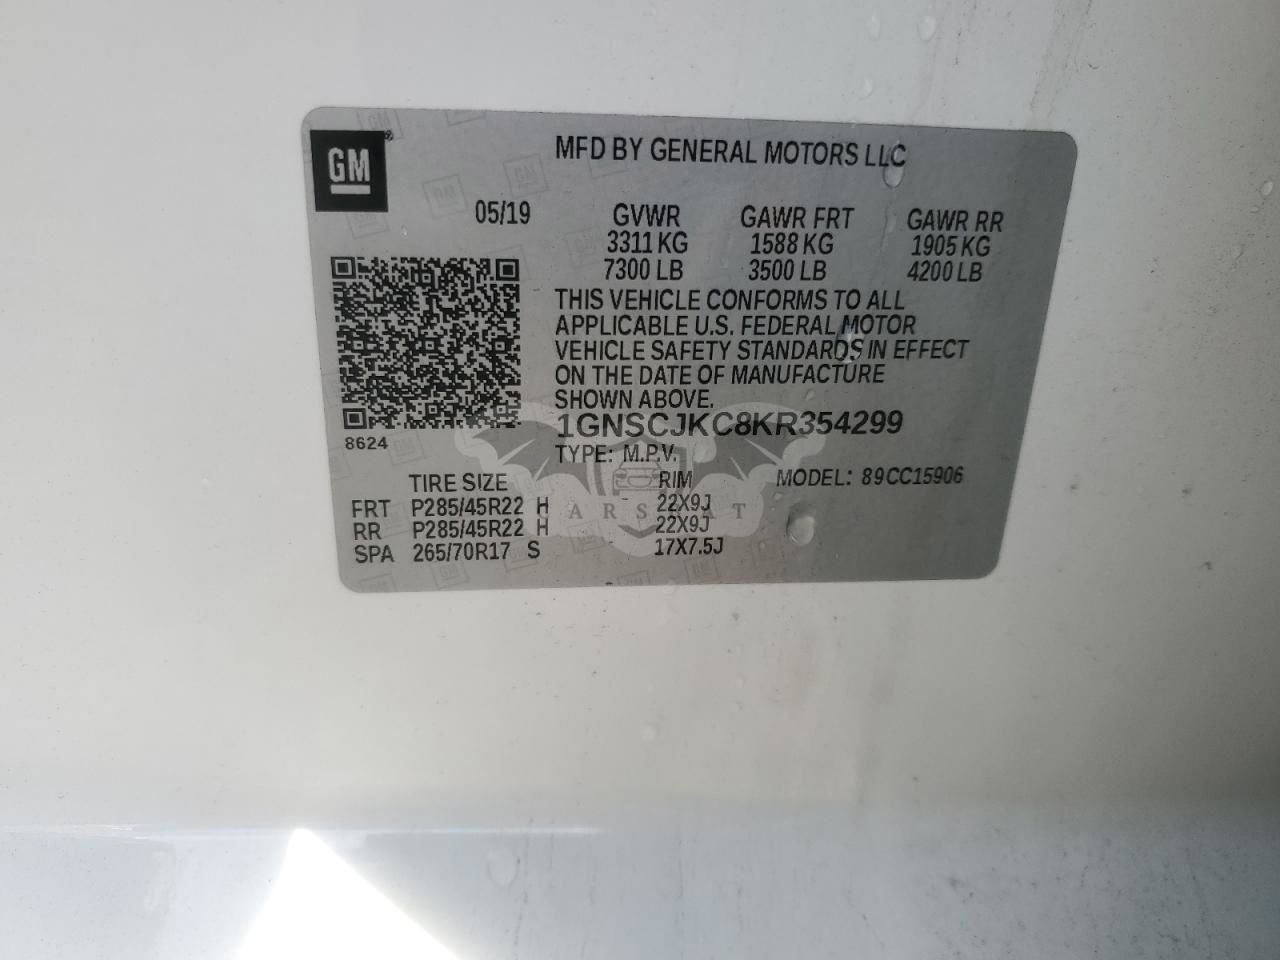 GM
MFD BY GENERAL MOTORS LLC
05/19
GVWR GAWR FRT GAWR RR
3311 KG 1588 KG 1905 KG
7300 LB 3500 LB 4200 LB
THIS VEHICLE CONFORMS TO ALL
APPLICABLE U.S. FEDERAL MOTOR
VEHICLE SAFETY STANDARDS IN EFFECT
ON THE DATE OF MANUFACTURE
SHOWN ABOVE.
1GNSCJKC8KR354299
8624
TYPE: M.P.V.
MODEL: 89CC15906
TIRE SIZE RIM
FRT P285/45R22 H 22X9J
RR P285/45R22 H 22X9J
SPA 265/70R17 S 17X7.5J